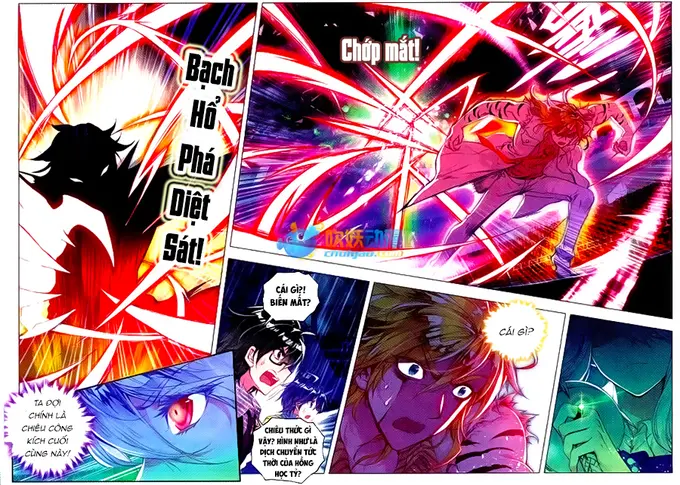 Bạch
Hổ
Phá
Diệt
Sát!
Chớp mắt!
CÁI GÌ?!
BIẾN MẤT?
CÁI GÌ?
TA ĐỢI
CHÍNH LÀ
CHIÊU CÔNG
KÍCH CUỐI
CÙNG NÀY!
CHIÊU THỨC GÌ
VẬY? HÌNH NHƯ LÀ
DỊCH CHUYỂN TỨC
THỜI CỦA HỒNG
HỌC TỶ?